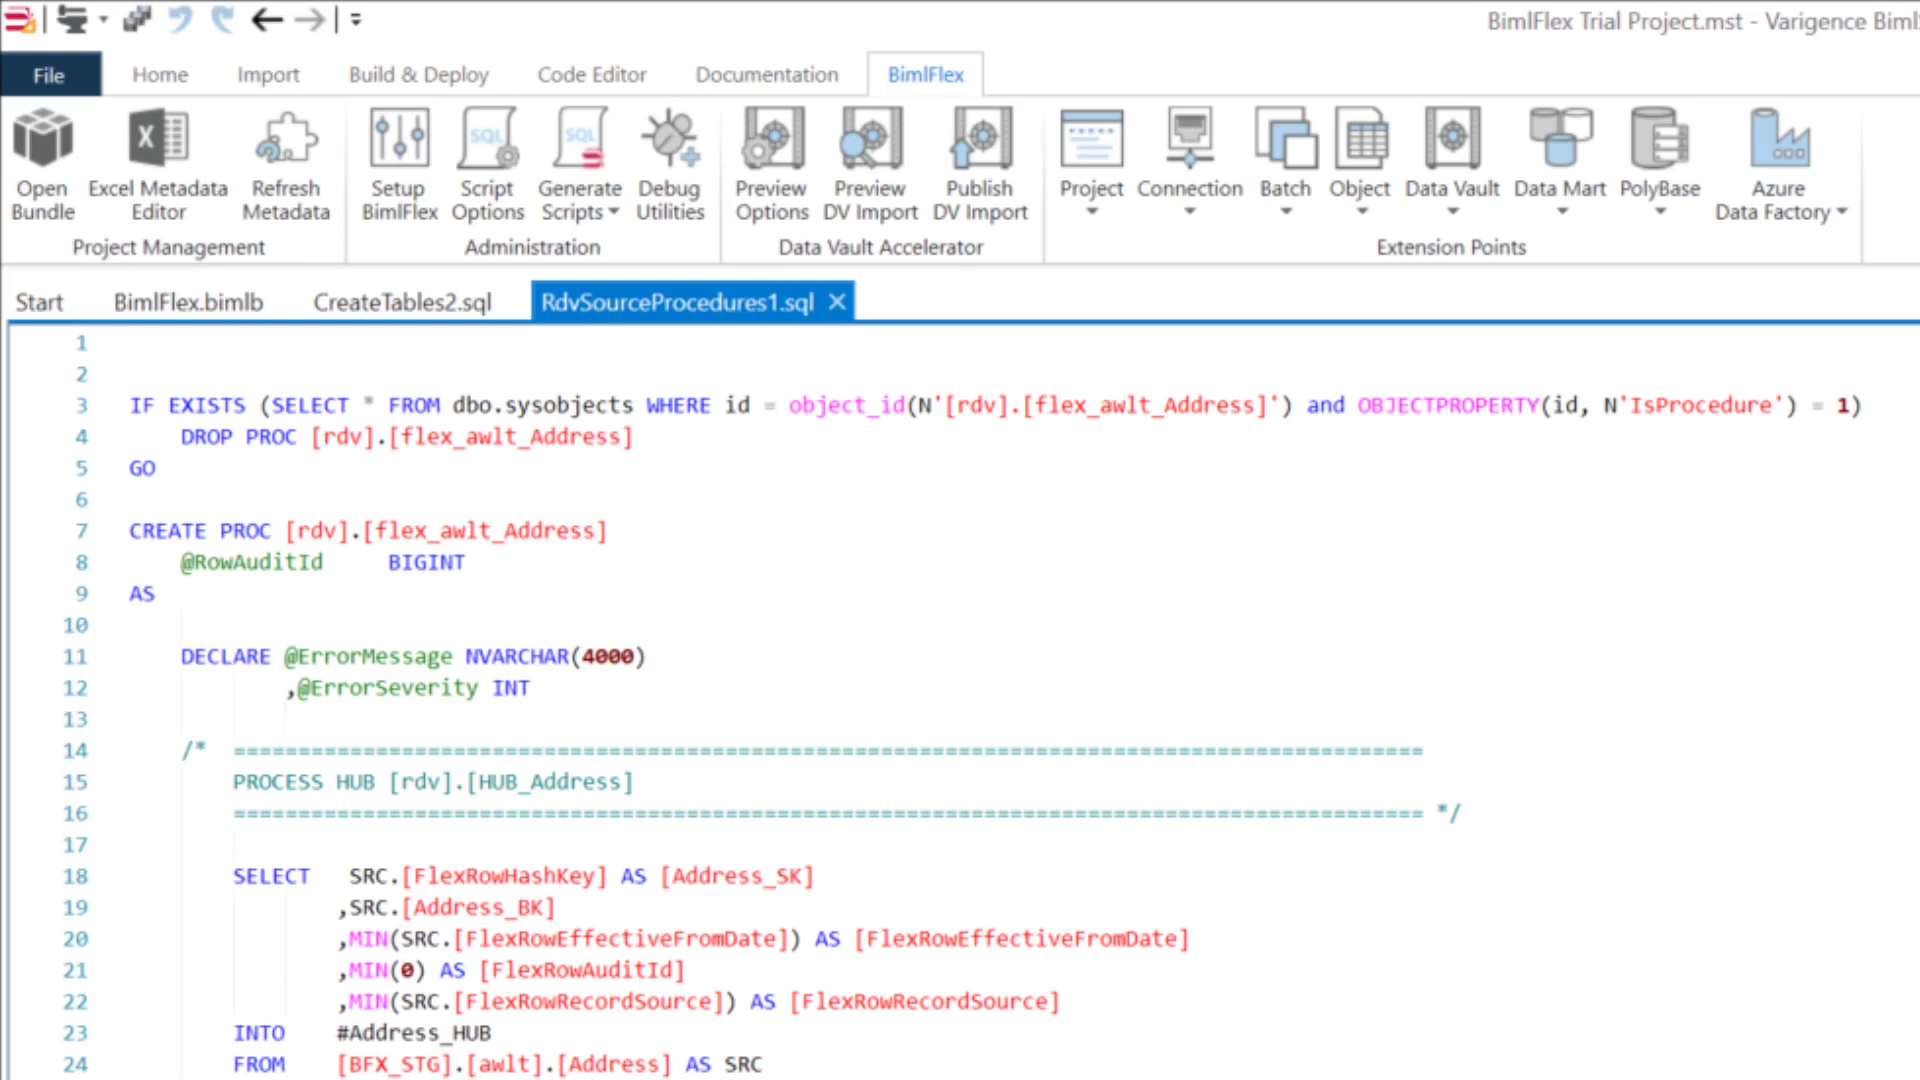 BimlFlex Trial Project.mst - Varigence Biml
File Home Import Build & Deploy Code Editor Documentation BimlFlex
SQL SQL
Open Bundle
Excel Metadata Editor
Refresh Metadata
Setup BimlFlex
Script Options
Generate Scripts
Debug Utilities
Preview Options
Preview DV Import
Publish DV Import
Project
Connection
Batch
Object
Data Vault
Data Mart
PolyBase
Azure Data Factory
Project Management Administration Data Vault Accelerator Extension Points
Start BimlFlex.bimlb CreateTables2.sql RdvSourceProcedures1.sql ×
1
2
3 IF EXISTS (SELECT * FROM dbo.sysobjects WHERE id = object_id(N'[rdv].[flex_awlt_Address]') and OBJECTPROPERTY(id, N'IsProcedure') = 1)
4 DROP PROC [rdv].[flex_awlt_Address]
5 GO
6
7 CREATE PROC [rdv].[flex_awlt_Address]
8 @RowAuditId BIGINT
9 AS
10
11 DECLARE @ErrorMessage NVARCHAR(4000)
12 ,@ErrorSeverity INT
13
14 /* ============================================================================================
15 PROCESS HUB [rdv].[HUB_Address]
16 ============================================================================================ */
17
18 SELECT SRC.[FlexRowHashKey] AS [Address_SK]
19 ,SRC.[Address_BK]
20 ,MIN(SRC.[FlexRowEffectiveFromDate]) AS [FlexRowEffectiveFromDate]
21 ,MIN(0) AS [FlexRowAuditId]
22 ,MIN(SRC.[FlexRowRecordSource]) AS [FlexRowRecordSource]
23 INTO #Address_HUB
24 FROM [BFX_STG].[awlt].[Address] AS SRC